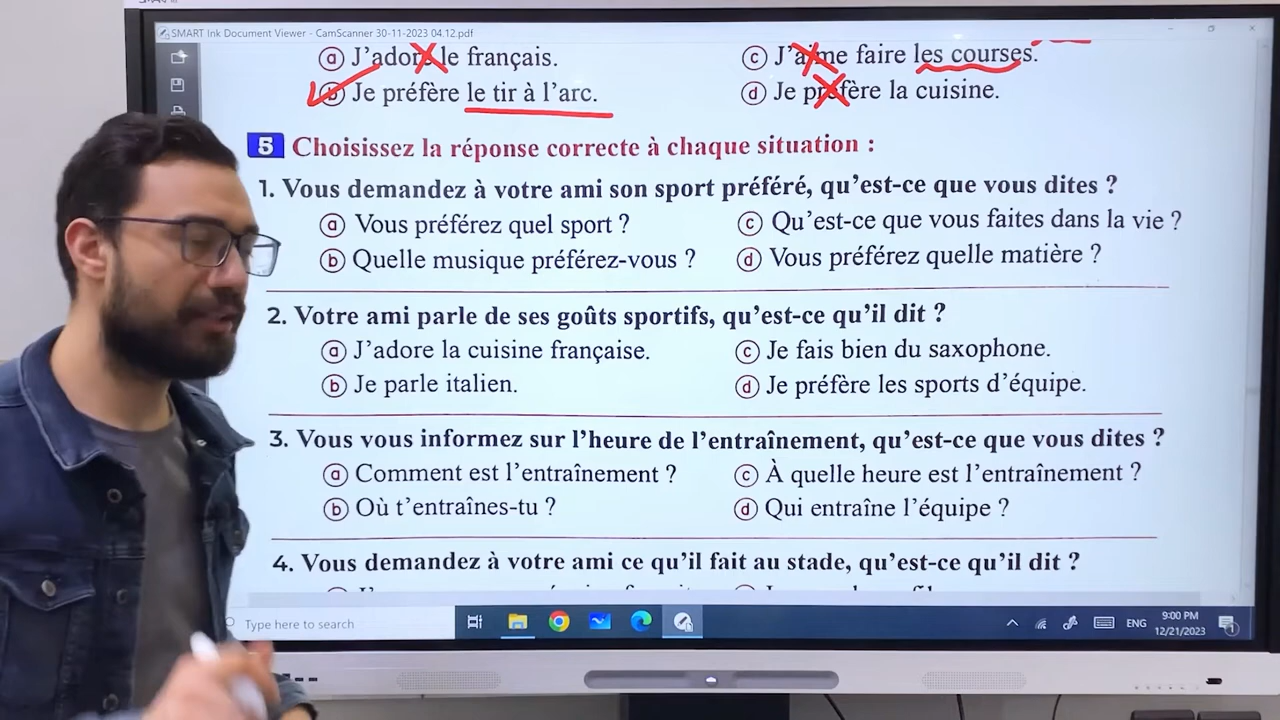 SMART Ink Document Viewer - CamScanner 30-11-2023 04.12.pdf
ⓐ J'adore le français.
ⓒ J'aime faire les courses.
ⓑ Je préfère le tir à l'arc.
ⓓ Je préfère la cuisine.
5 Choisissez la réponse correcte à chaque situation :
1. Vous demandez à votre ami son sport préféré, qu'est-ce que vous dites ?
ⓐ Vous préférez quel sport ?
ⓒ Qu'est-ce que vous faites dans la vie ?
ⓑ Quelle musique préférez-vous ?
ⓓ Vous préférez quelle matière ?
2. Votre ami parle de ses goûts sportifs, qu'est-ce qu'il dit ?
ⓐ J'adore la cuisine française.
ⓒ Je fais bien du saxophone.
ⓑ Je parle italien.
ⓓ Je préfère les sports d'équipe.
3. Vous vous informez sur l'heure de l'entraînement, qu'est-ce que vous dites ?
ⓐ Comment est l'entraînement ?
ⓒ À quelle heure est l'entraînement ?
ⓑ Où t'entraînes-tu ?
ⓓ Qui entraîne l'équipe ?
4. Vous demandez à votre ami ce qu'il fait au stade, qu'est-ce qu'il dit ?
Type here to search
ENG
9:00 PM
12/21/2023